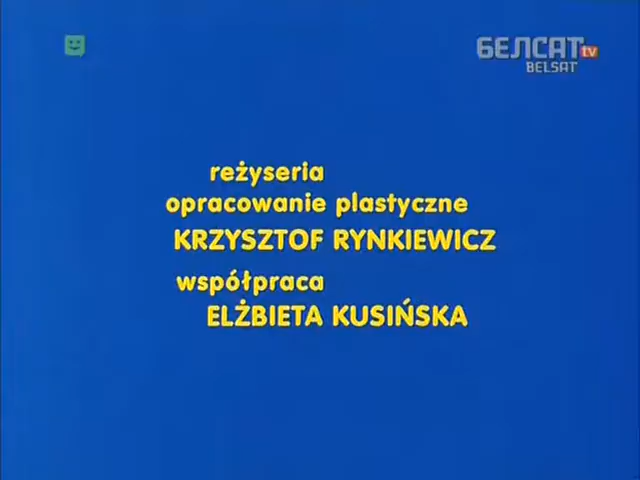 БЕЛСАТ tv
BELSAT
reżyseria
opracowanie plastyczne
KRZYSZTOF RYNKIEWICZ
współpraca
ELŻBIETA KUSIŃSKA